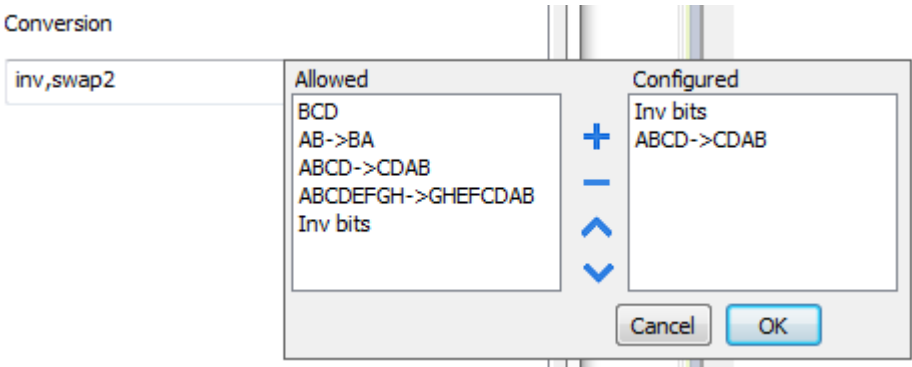 Conversion
inv,swap2
Allowed
BCD
AB->BA
ABCD->CDAB
ABCDEFGH->GHEFCDAB
Inv bits
Configured
Inv bits
ABCD->CDAB
Cancel
OK